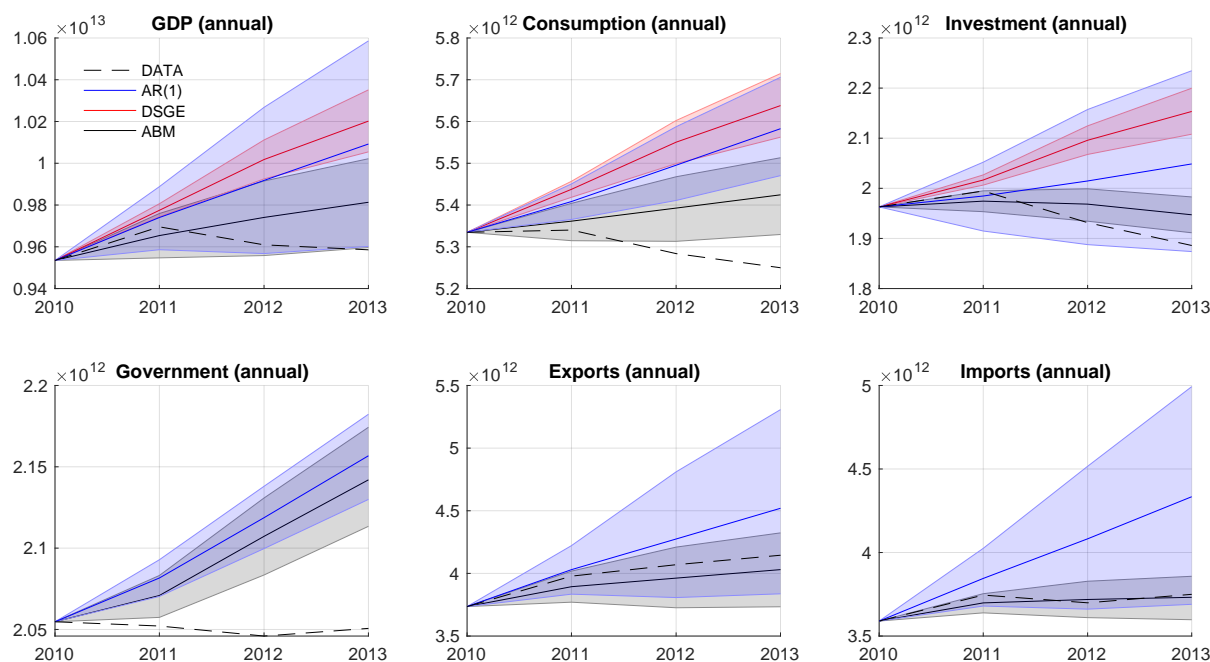 ×10^13 GDP (annual)
1.06
1.04
1.02
1
0.98
0.96
0.94
2010 2011 2012 2013
DATA
AR(1)
DSGE
ABM
×10^12 Consumption (annual)
5.8
5.7
5.6
5.5
5.4
5.3
5.2
2010 2011 2012 2013
×10^12 Investment (annual)
2.3
2.2
2.1
2
1.9
1.8
2010 2011 2012 2013
×10^12 Government (annual)
2.2
2.15
2.1
2.05
2010 2011 2012 2013
×10^12 Exports (annual)
5.5
5
4.5
4
3.5
2010 2011 2012 2013
×10^12 Imports (annual)
5
4.5
4
3.5
2010 2011 2012 2013